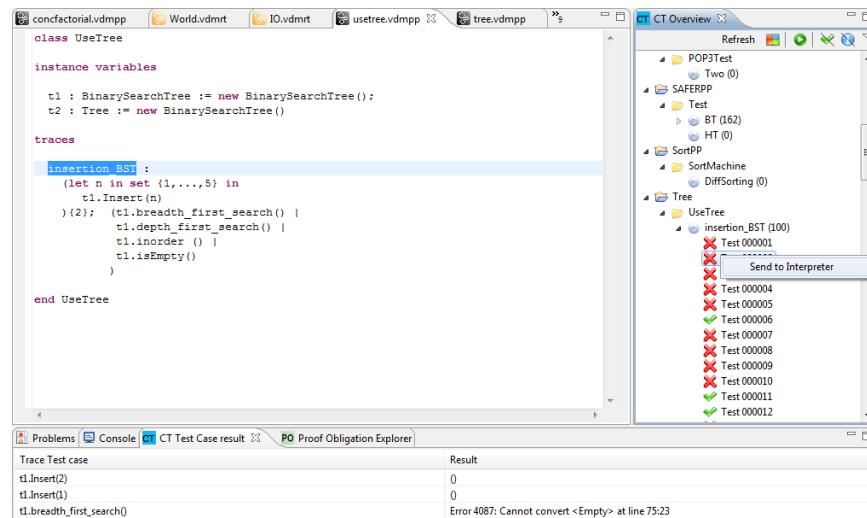 concfactorial.vdmpp World.vdmrt IO.vdmrt usetree.vdmpp tree.vdmpp »9
class UseTree
instance variables
t1 : BinarySearchTree := new BinarySearchTree();
t2 : Tree := new BinarySearchTree()
traces
insertion_BST :
(let n in set {1,...,5} in
t1.Insert(n)
){2}; (t1.breadth_first_search() |
t1.depth_first_search() |
t1.inorder () |
t1.isEmpty()
)
end UseTree
CT CT Overview
Refresh
POP3Test
Two (0)
SAFERPP
Test
BT (162)
HT (0)
SortPP
SortMachine
DiffSorting (0)
Tree
UseTree
insertion_BST (100)
Test 000001
Send to Interpreter
Test 000004
Test 000005
Test 000006
Test 000007
Test 000008
Test 000009
Test 000010
Test 000011
Test 000012
Problems Console CT CT Test Case result PO Proof Obligation Explorer
Trace Test case Result
t1.Insert(2) ()
t1.Insert(1) ()
t1.breadth_first_search() Error 4087: Cannot convert <Empty> at line 75:23